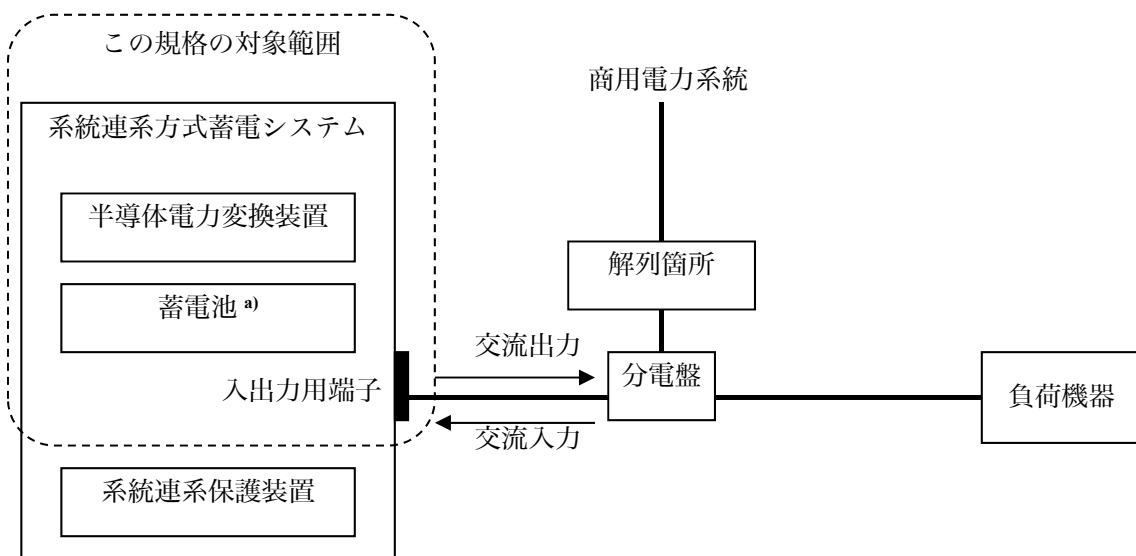 この規格の対象範囲
系統連系方式蓄電システム
半導体電力変換装置
蓄電池 a)
入出力用端子
系統連系保護装置
商用電力系統
解列箇所
交流出力
分電盤
交流入力
負荷機器